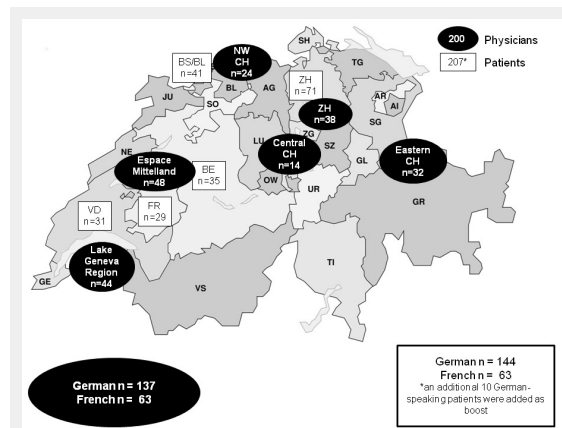 200 Physicians
207* Patients
SH
BS/BL
n=41
NW
CH
n=24
ZH
n=71
TG
JU
BL
AG
SO
AR
AI
ZH
n=38
SG
NE
LU
ZG
SZ
Central
CH
n=14
GL
Eastern
CH
n=32
Espace
Mittelland
n=48
BE
n=35
OW
UR
GR
VD
n=31
FR
n=29
Lake
Geneva
Region
n=44
GE
VS
TI
German n = 137
French n = 63
German n = 144
French n = 63
*an additional 10 German-
speaking patients were added as
boost